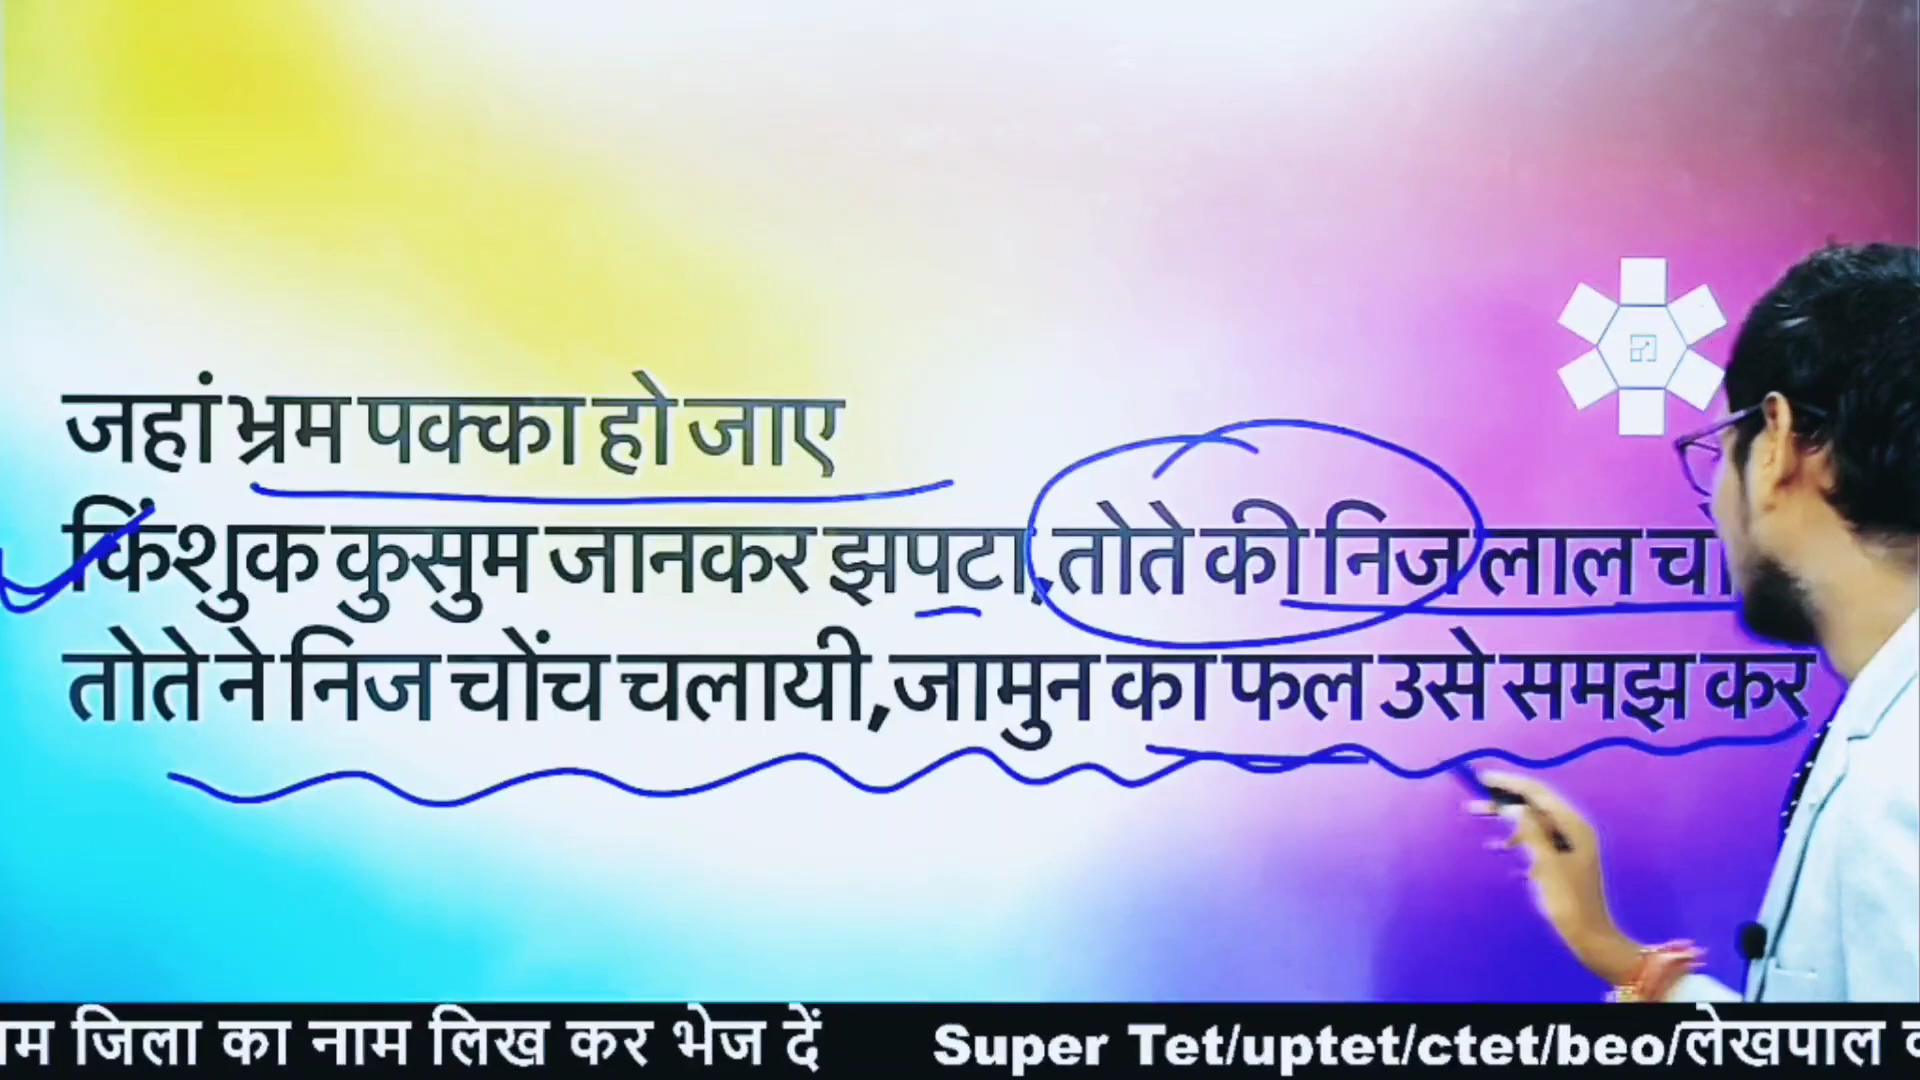 जहां भ्रम पक्का हो जाए
किंशुक कुसुम जानकर झपटा,तोते की निज लाल
तोते ने निज चोंच चलायी,जामुन का फल उसे समझ कर
जिला का नाम लिख कर भेज दें Super Tet/uptet/ctet/beo/लेखपाल